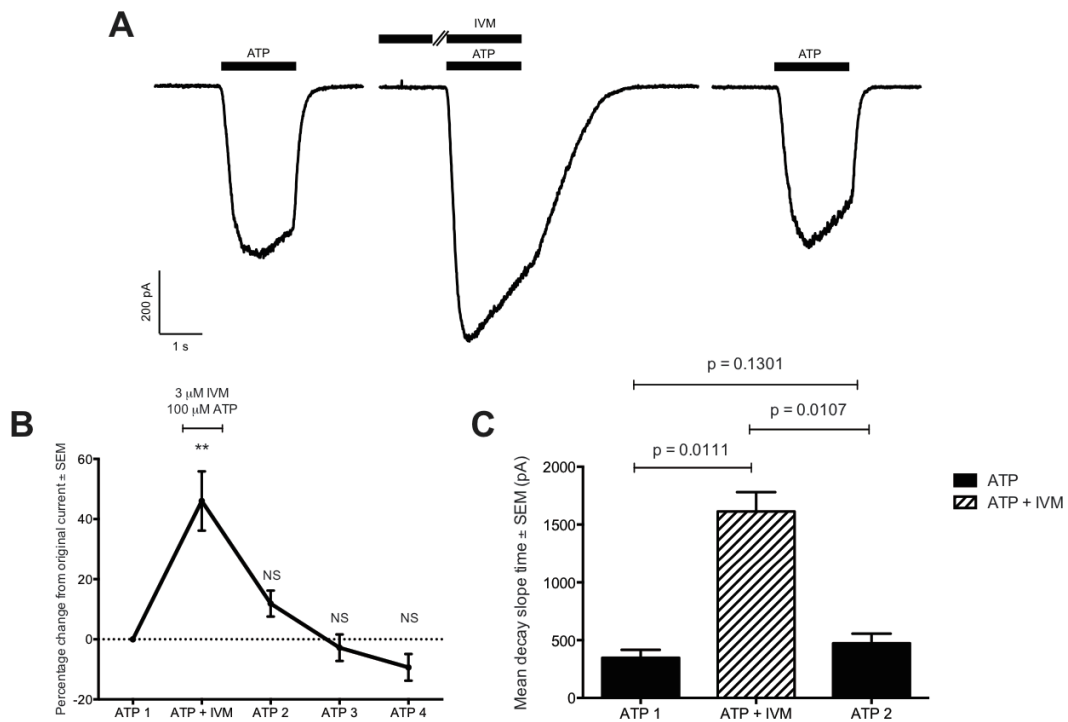 A
IVM
ATP
ATP
ATP
200 pA
1 s
B
3 μM IVM
100 μM ATP
**
NS
NS
NS
Percentage change from original current ± SEM
60
40
20
0
-20
ATP 1
ATP + IVM
ATP 2
ATP 3
ATP 4
C
p = 0.1301
p = 0.0107
p = 0.0111
Mean decay slope time ± SEM (pA)
2000
1500
1000
500
0
ATP 1
ATP + IVM
ATP 2
ATP
ATP + IVM